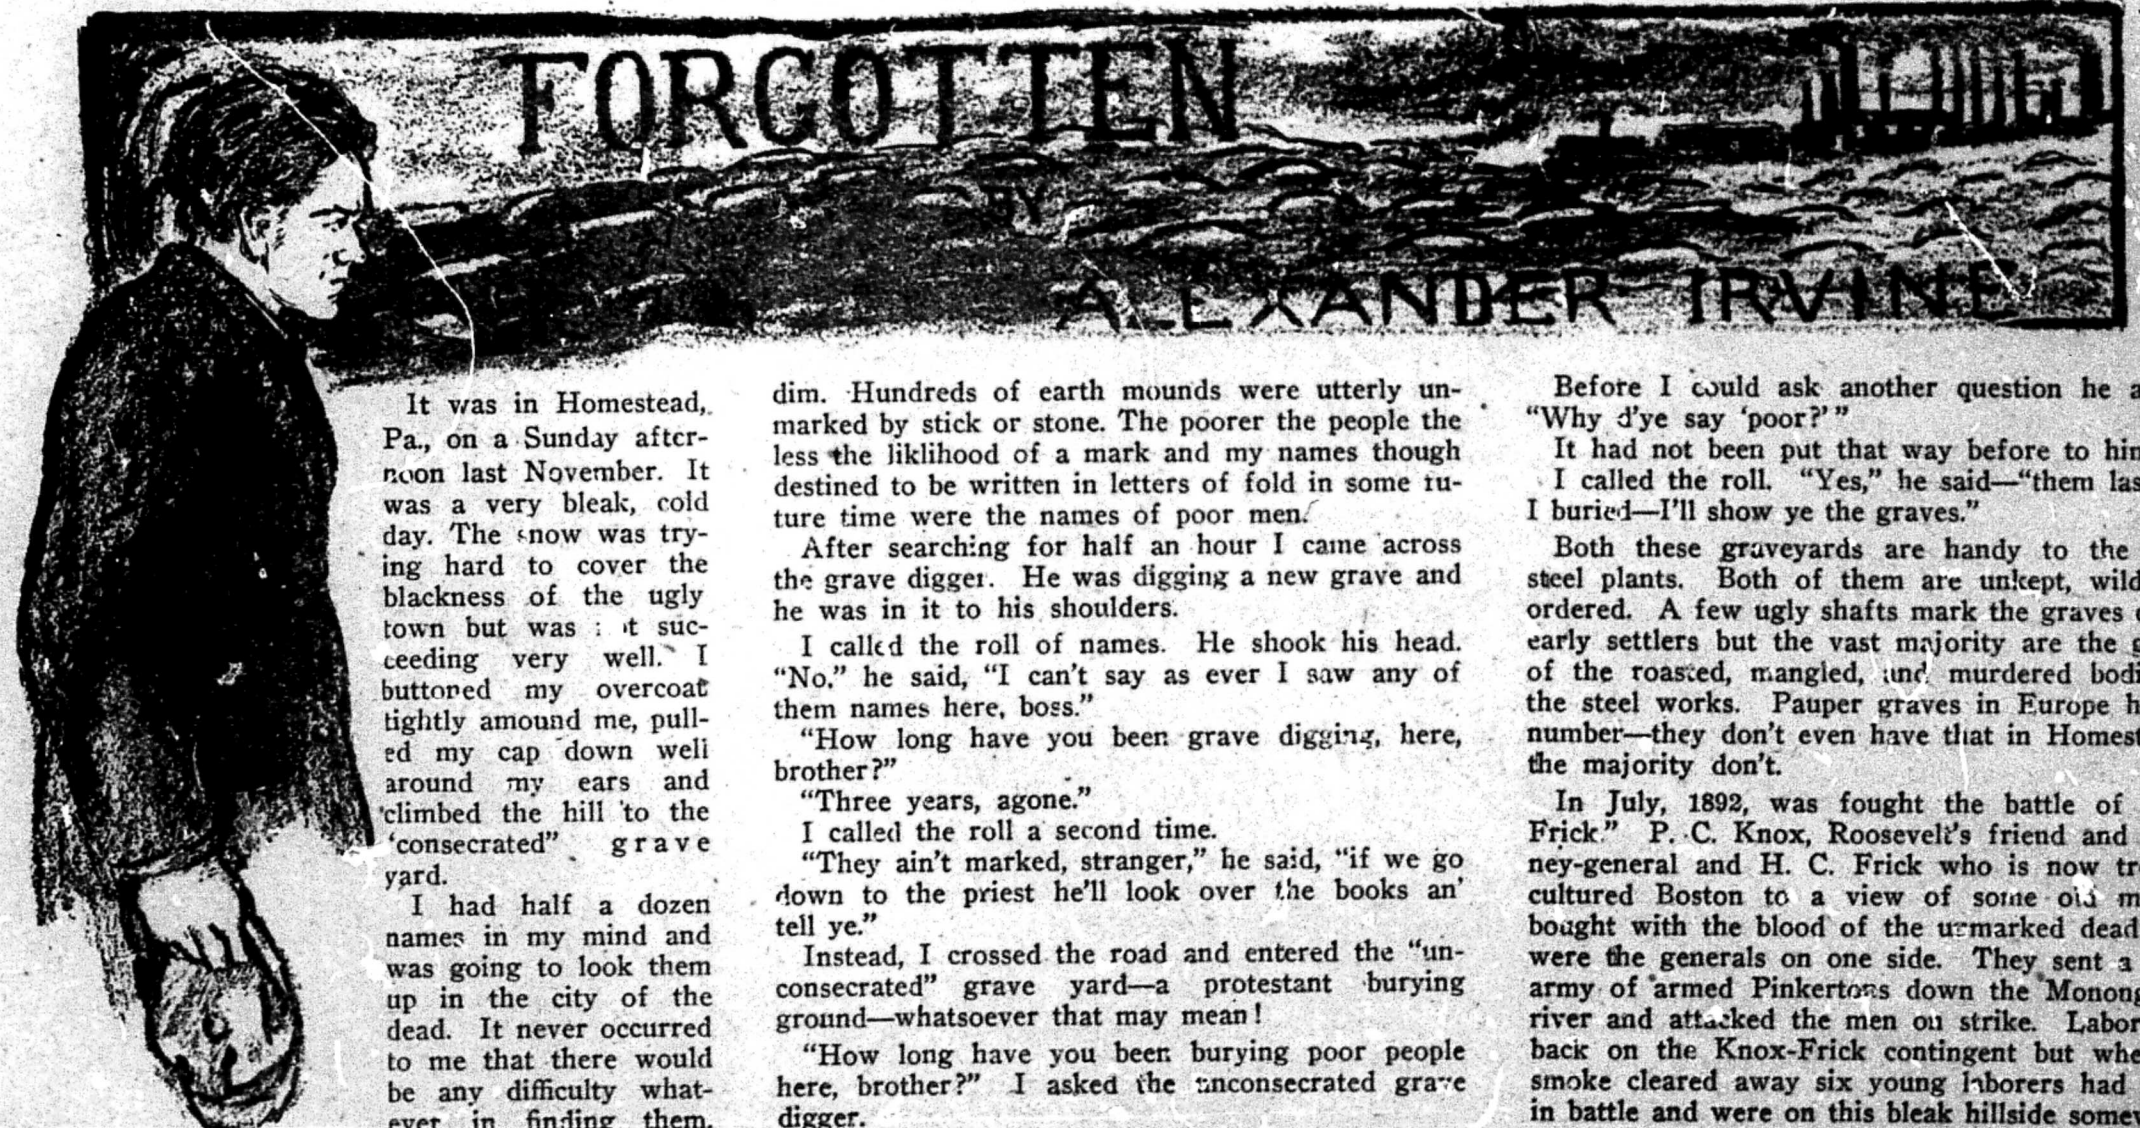 FORGOTTEN
BY
ALEXANDER IRVINE
It was in Homestead,
Pa., on a Sunday after-
noon last November. It
was a very bleak, cold
day. The snow was try-
ing hard to cover the
blackness of the ugly
town but was suc-
ceeding very well. I
buttoned my overcoat
tightly amound me, pull-
ed my cap down well
around my ears and
climbed the hill to the
'consecrated" grave
yard.
I had half a dozen
names in my mind and
was going to look them
up in the city of the
dead. It never occurred
to me that there would
be any difficulty what-
ever in finding them.
dim. Hundreds of earth mounds were utterly un-
marked by stick or stone. The poorer the people the
less the liklihood of a mark and my names though
destined to be written in letters of fold in some fu-
ture time were the names of poor men.
After searching for half an hour I came across
the grave digger. He was digging a new grave and
he was in it to his shoulders.
I called the roll of names. He shook his head.
"No." he said, "I can't say as ever I saw any of
them names here, boss."
"How long have you been grave digging, here,
brother?"
"Three years, agone."
I called the roll a second time.
"They ain't marked, stranger," he said, "if we go
down to the priest he'll look over the books an'
tell ye."
Instead, I crossed the road and entered the "un-
consecrated" grave yard—a protestant burying
ground—whatsoever that may mean!
"How long have you been burying poor people
here, brother?" I asked the unconsecrated grave
digger.
Before I could ask another question he a
"Why d'ye say 'poor?'"
It had not been put that way before to him
I called the roll. "Yes," he said—"them las
I buried—I'll show ye the graves."
Both these graveyards are handy to the
steel plants. Both of them are unkept, wild
ordered. A few ugly shafts mark the graves
early settlers but the vast majority are the g
of the roasted, mangled, and murdered bodi
the steel works. Pauper graves in Europe h
number—they don't even have that in Homest
the majority don't.
In July, 1892, was fought the battle of
Frick." P. C. Knox, Roosevelt's friend and
ney-general and H. C. Frick who is now tr
cultured Boston to a view of some old m
bought with the blood of the unmarked dead
were the generals on one side. They sent a
army of armed Pinkertons down the Monong
river and attacked the men on strike. Labor
back on the Knox-Frick contingent but whe
smoke cleared away six young laborers had
in battle and were on this bleak hillside somew